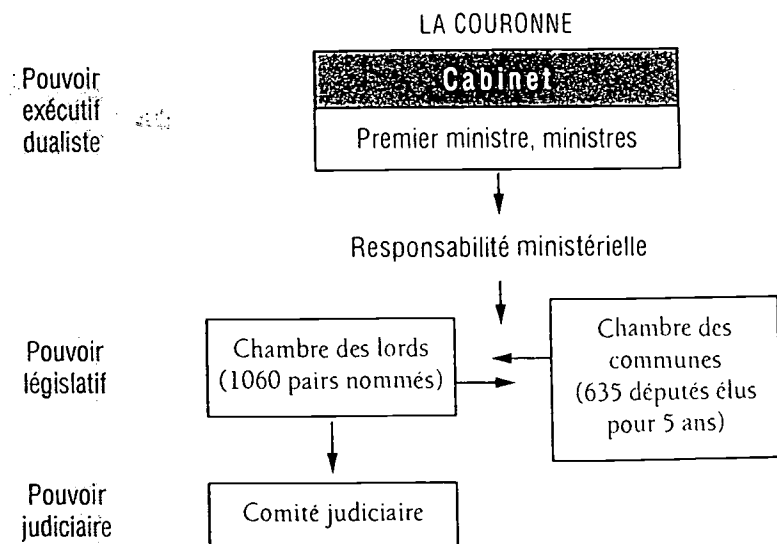 LA COURONNE
Pouvoir
exécutif
dualiste
Cabinet
Premier ministre, ministres
Responsabilité ministérielle
Pouvoir
législatif
Chambre des lords
(1060 pairs nommés)
Chambre des
communes
(635 députés élus
pour 5 ans)
Pouvoir
judiciaire
Comité judiciaire